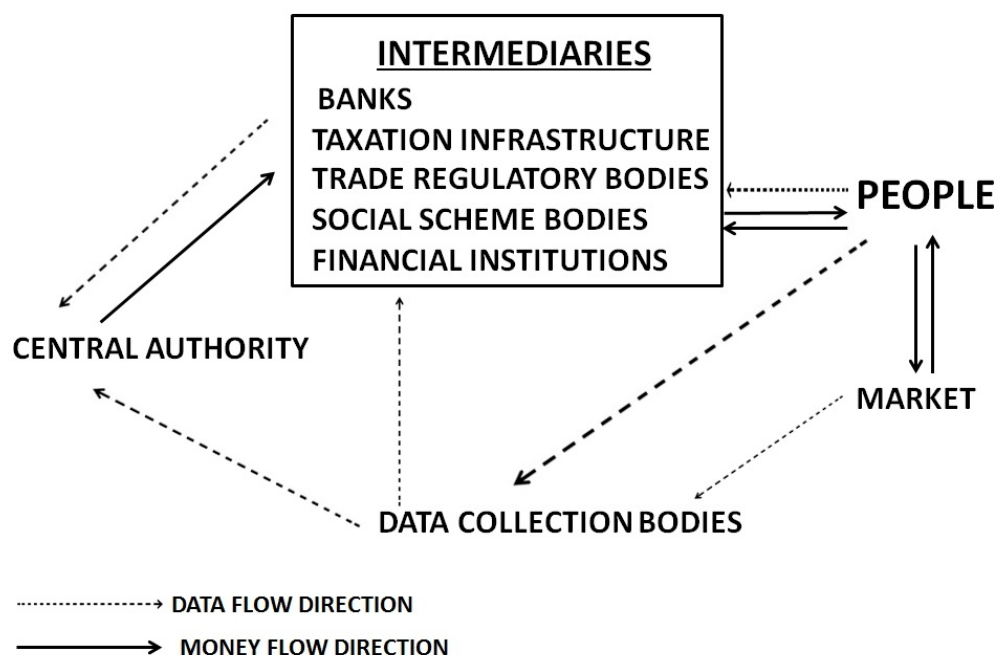 INTERMEDIARIES
BANKS
TAXATION INFRASTRUCTURE
TRADE REGULATORY BODIES
SOCIAL SCHEME BODIES
FINANCIAL INSTITUTIONS
PEOPLE
CENTRAL AUTHORITY
MARKET
DATA COLLECTION BODIES
DATA FLOW DIRECTION
MONEY FLOW DIRECTION